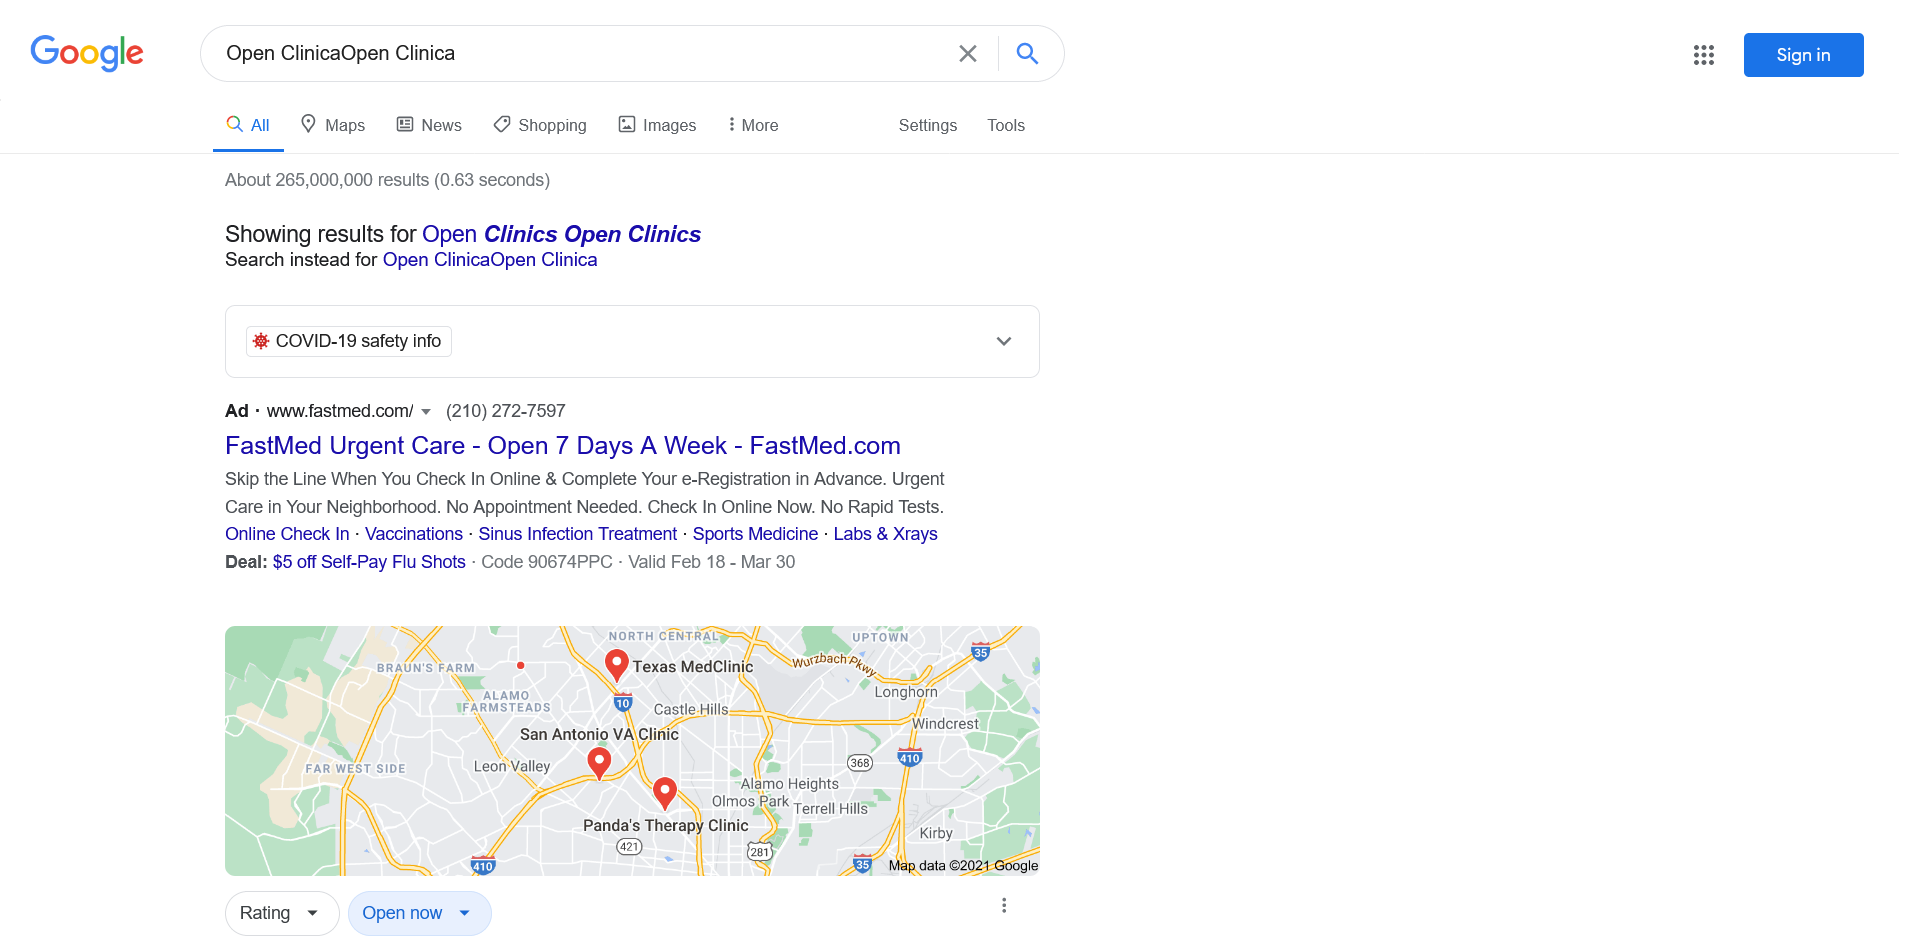 Google
Open ClinicaOpen Clinica
Sign in
All
Maps
News
Shopping
Images
More
Settings
Tools
About 265,000,000 results (0.63 seconds)
Showing results for Open Clinics Open Clinics
Search instead for Open ClinicaOpen Clinica
COVID-19 safety info
Ad · www.fastmed.com/ (210) 272-7597
FastMed Urgent Care - Open 7 Days A Week - FastMed.com
Skip the Line When You Check In Online & Complete Your e-Registration in Advance. Urgent
Care in Your Neighborhood. No Appointment Needed. Check In Online Now. No Rapid Tests.
Online Check In · Vaccinations · Sinus Infection Treatment · Sports Medicine · Labs & Xrays
Deal: $5 off Self-Pay Flu Shots · Code 90674PPC · Valid Feb 18 - Mar 30
NORTH CENTRAL
UPTOWN
35
BRAUN'S FARM
Texas MedClinic
Wurzbach Pkwy
Longhorn
ALAMO
FARMSTEADS
10
Castle Hills
Windcrest
San Antonio VA Clinic
410
368
Leon Valley
FAR WEST SIDE
Alamo Heights
Olmos Park
Terrell Hills
Panda's Therapy Clinic
Kirby
421
281
410
35
Map data ©2021 Google
Rating
Open now